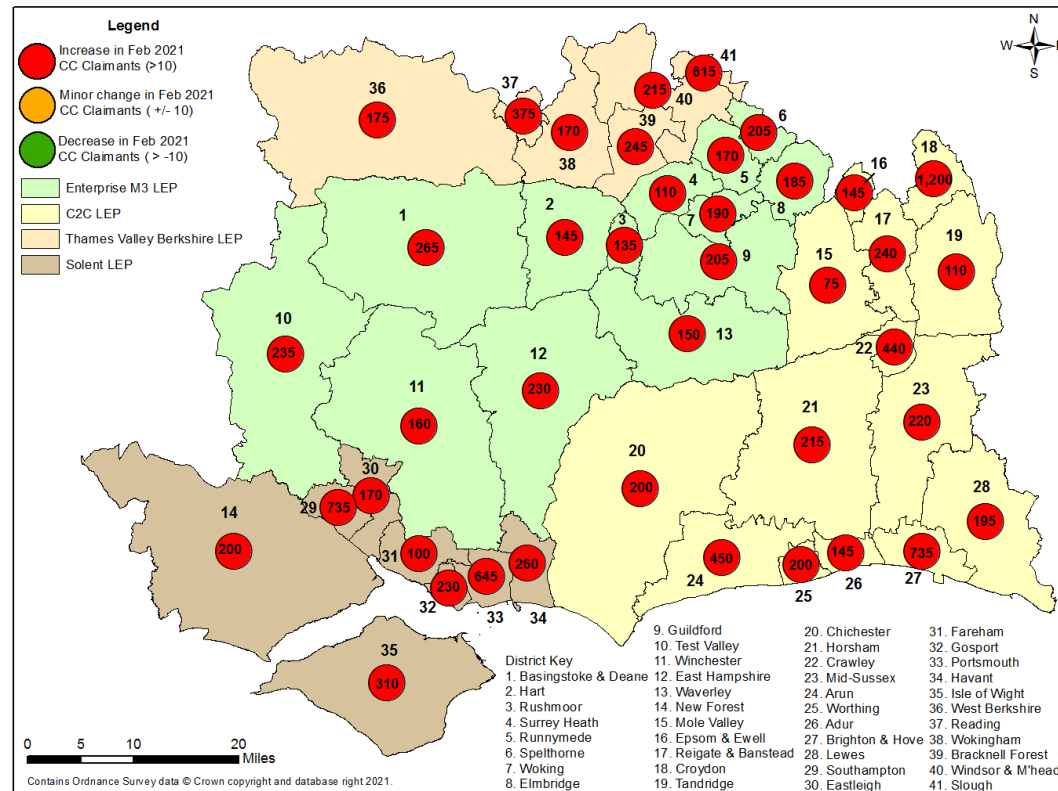 Legend
Increase in Feb 2021
CC Claimants (>10)
Minor change in Feb 2021
CC Claimants ( +/- 10)
Decrease in Feb 2021
CC Claimants ( > -10)
Enterprise M3 LEP
C2C LEP
Thames Valley Berkshire LEP
Solent LEP
N
W
S
36
175
37
375
170
38
215
40
615
41
39
245
6
205
170
5
4
110
185
8
7
190
16
145
18
1,200
17
240
19
110
1
265
2
145
3
135
205
9
15
75
10
235
150
13
22
440
12
230
11
160
23
220
21
215
20
200
30
170
29
735
14
200
28
195
31
100
230
32
645
33
260
34
450
24
200
25
145
26
735
27
35
310
District Key
1. Basingstoke & Deane
2. Hart
3. Rushmoor
4. Surrey Heath
5. Runnymede
6. Spelthorne
7. Woking
8. Elmbridge
9. Guildford
10. Test Valley
11. Winchester
12. East Hampshire
13. Waverley
14. New Forest
15. Mole Valley
16. Epsom & Ewell
17. Reigate & Banstead
18. Croydon
19. Tandridge
20. Chichester
21. Horsham
22. Crawley
23. Mid-Sussex
24. Arun
25. Worthing
26. Adur
27. Brighton & Hove
28. Lewes
29. Southampton
30. Eastleigh
31. Fareham
32. Gosport
33. Portsmouth
34. Havant
35. Isle of Wight
36. West Berkshire
37. Reading
38. Wokingham
39. Bracknell Forest
40. Windsor & M'head
41. Slough
0 5 10 20
Miles
Contains Ordnance Survey data © Crown copyright and database right 2021.